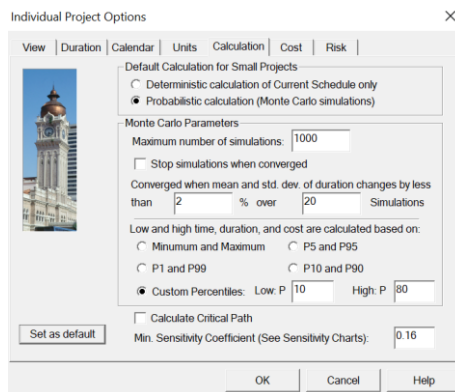 Individual Project Options
View Duration Calendar Units Calculation Cost Risk
Default Calculation for Small Projects
Deterministic calculation of Current Schedule only
Probabilistic calculation (Monte Carlo simulations)
Monte Carlo Parameters
Maximum number of simulations: 1000
Stop simulations when converged
Converged when mean and std. dev. of duration changes by less
than 2 % over 20 Simulations
Low and high time, duration, and cost are calculated based on:
Minumum and Maximum P5 and P95
P1 and P99 P10 and P90
Custom Percentiles: Low: P 10 High: P 80
Calculate Critical Path
Set as default Min. Sensitivity Coefficient (See Sensitivity Charts): 0.16
OK Cancel Help